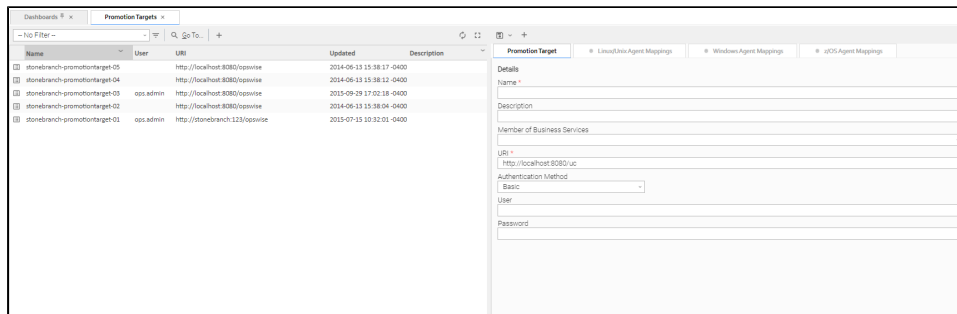 Dashboards ×
Promotion Targets ×
-- No Filter --
Go To...
Name User URI Updated Description
stonebranch-promotiontarget-05 http://localhost:8080/opswise 2014-06-13 15:38:17 -0400
stonebranch-promotiontarget-04 http://localhost:8080/opswise 2014-06-13 15:38:12 -0400
stonebranch-promotiontarget-03 ops.admin http://localhost:8080/opswise 2015-09-29 17:02:18 -0400
stonebranch-promotiontarget-02 http://localhost:8080/opswise 2014-06-13 15:38:04 -0400
stonebranch-promotiontarget-01 ops.admin http://stonebranch:123/opswise 2015-07-15 10:32:01 -0400
Promotion Target
Linux/Unix Agent Mappings
Windows Agent Mappings
z/OS Agent Mappings
Details
Name *
Description
Member of Business Services
URI *
http://localhost:8080/uc
Authentication Method
Basic
User
Password